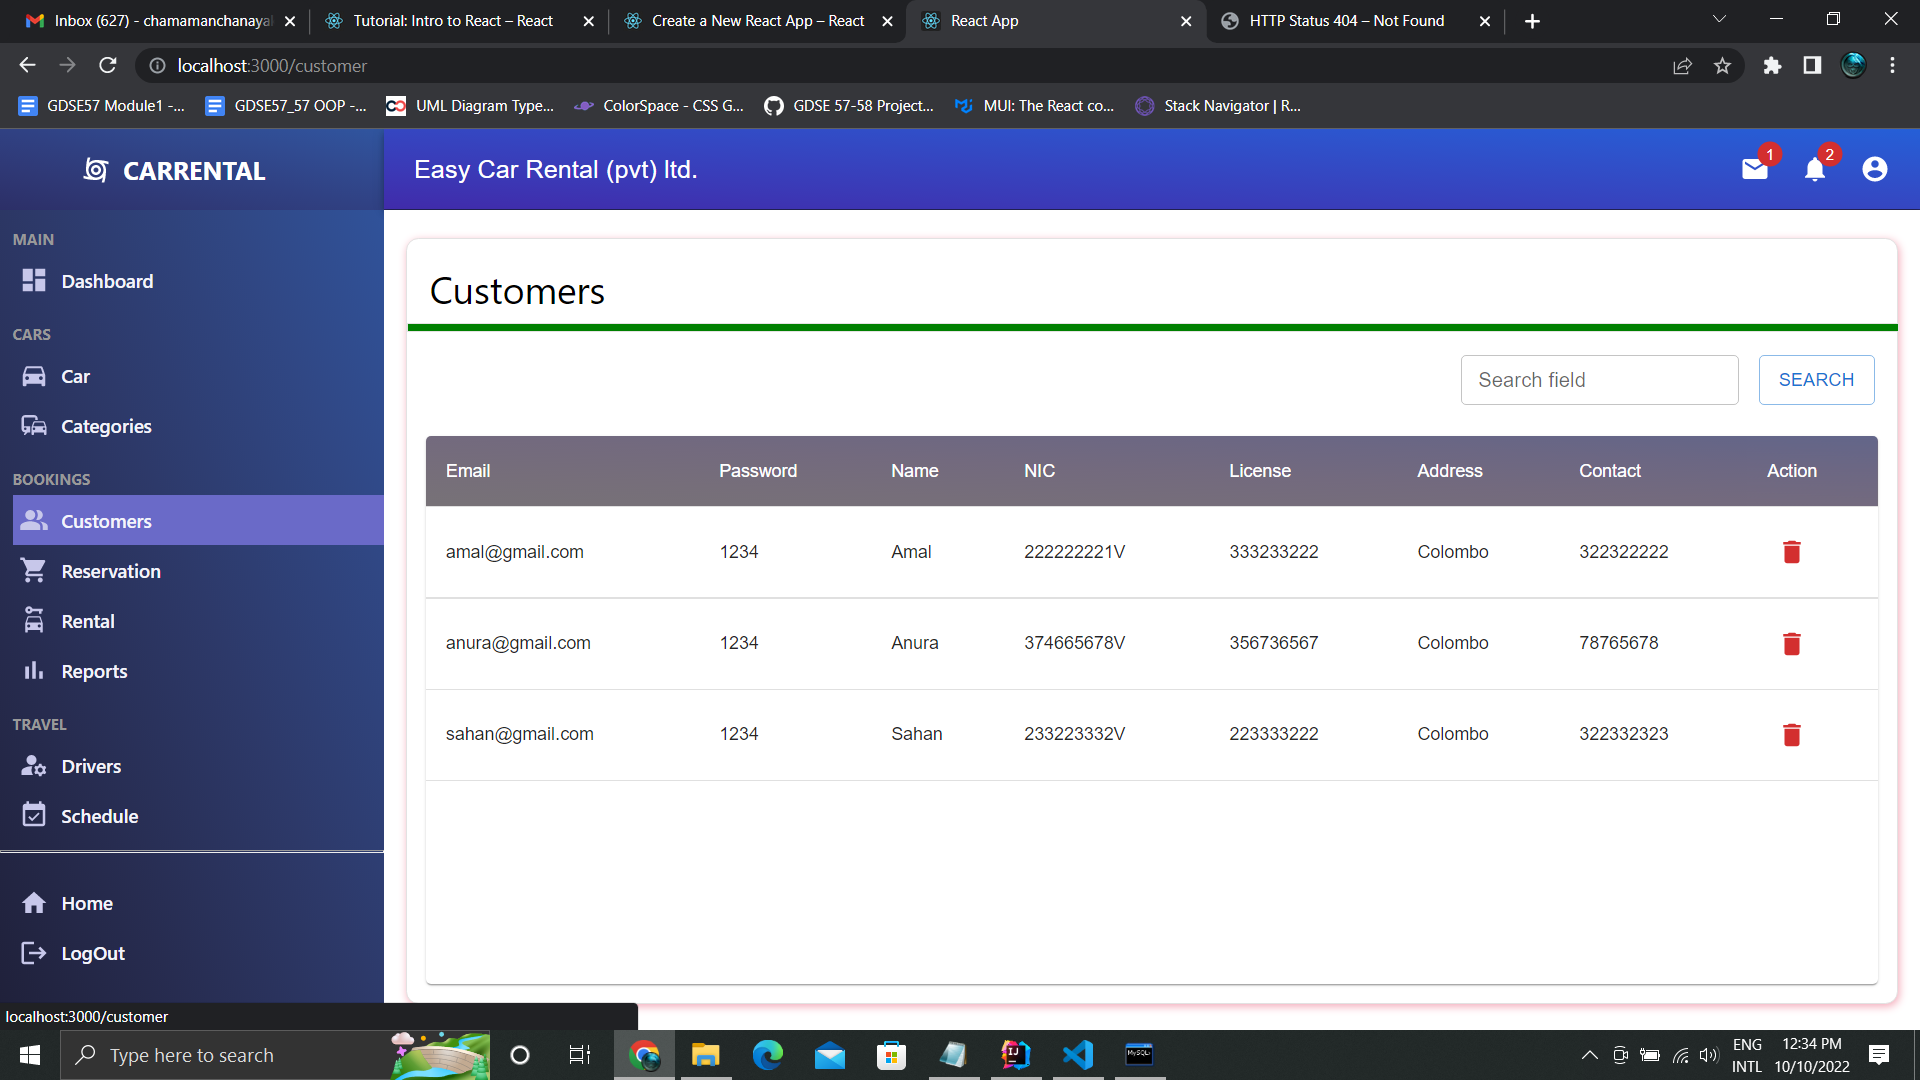 Inbox (627) - chamamanchanaya
Tutorial: Intro to React – React
Create a New React App – React
React App
HTTP Status 404 – Not Found
localhost:3000/customer
GDSE57 Module1 -...
GDSE57_57 OOP -...
UML Diagram Type...
ColorSpace - CSS G...
GDSE 57-58 Project...
MUI: The React co...
Stack Navigator | R...
CARRENTAL
Easy Car Rental (pvt) ltd.
1
2
MAIN
Dashboard
CARS
Car
Categories
BOOKINGS
Customers
Reservation
Rental
Reports
TRAVEL
Drivers
Schedule
Home
LogOut
Customers
Search field
SEARCH
Email Password Name NIC License Address Contact Action
amal@gmail.com 1234 Amal 222222221V 333233222 Colombo 322322222
anura@gmail.com 1234 Anura 374665678V 356736567 Colombo 78765678
sahan@gmail.com 1234 Sahan 233223332V 223333222 Colombo 322332323
localhost:3000/customer
Type here to search
MySQL
ENG
INTL
12:34 PM
10/10/2022